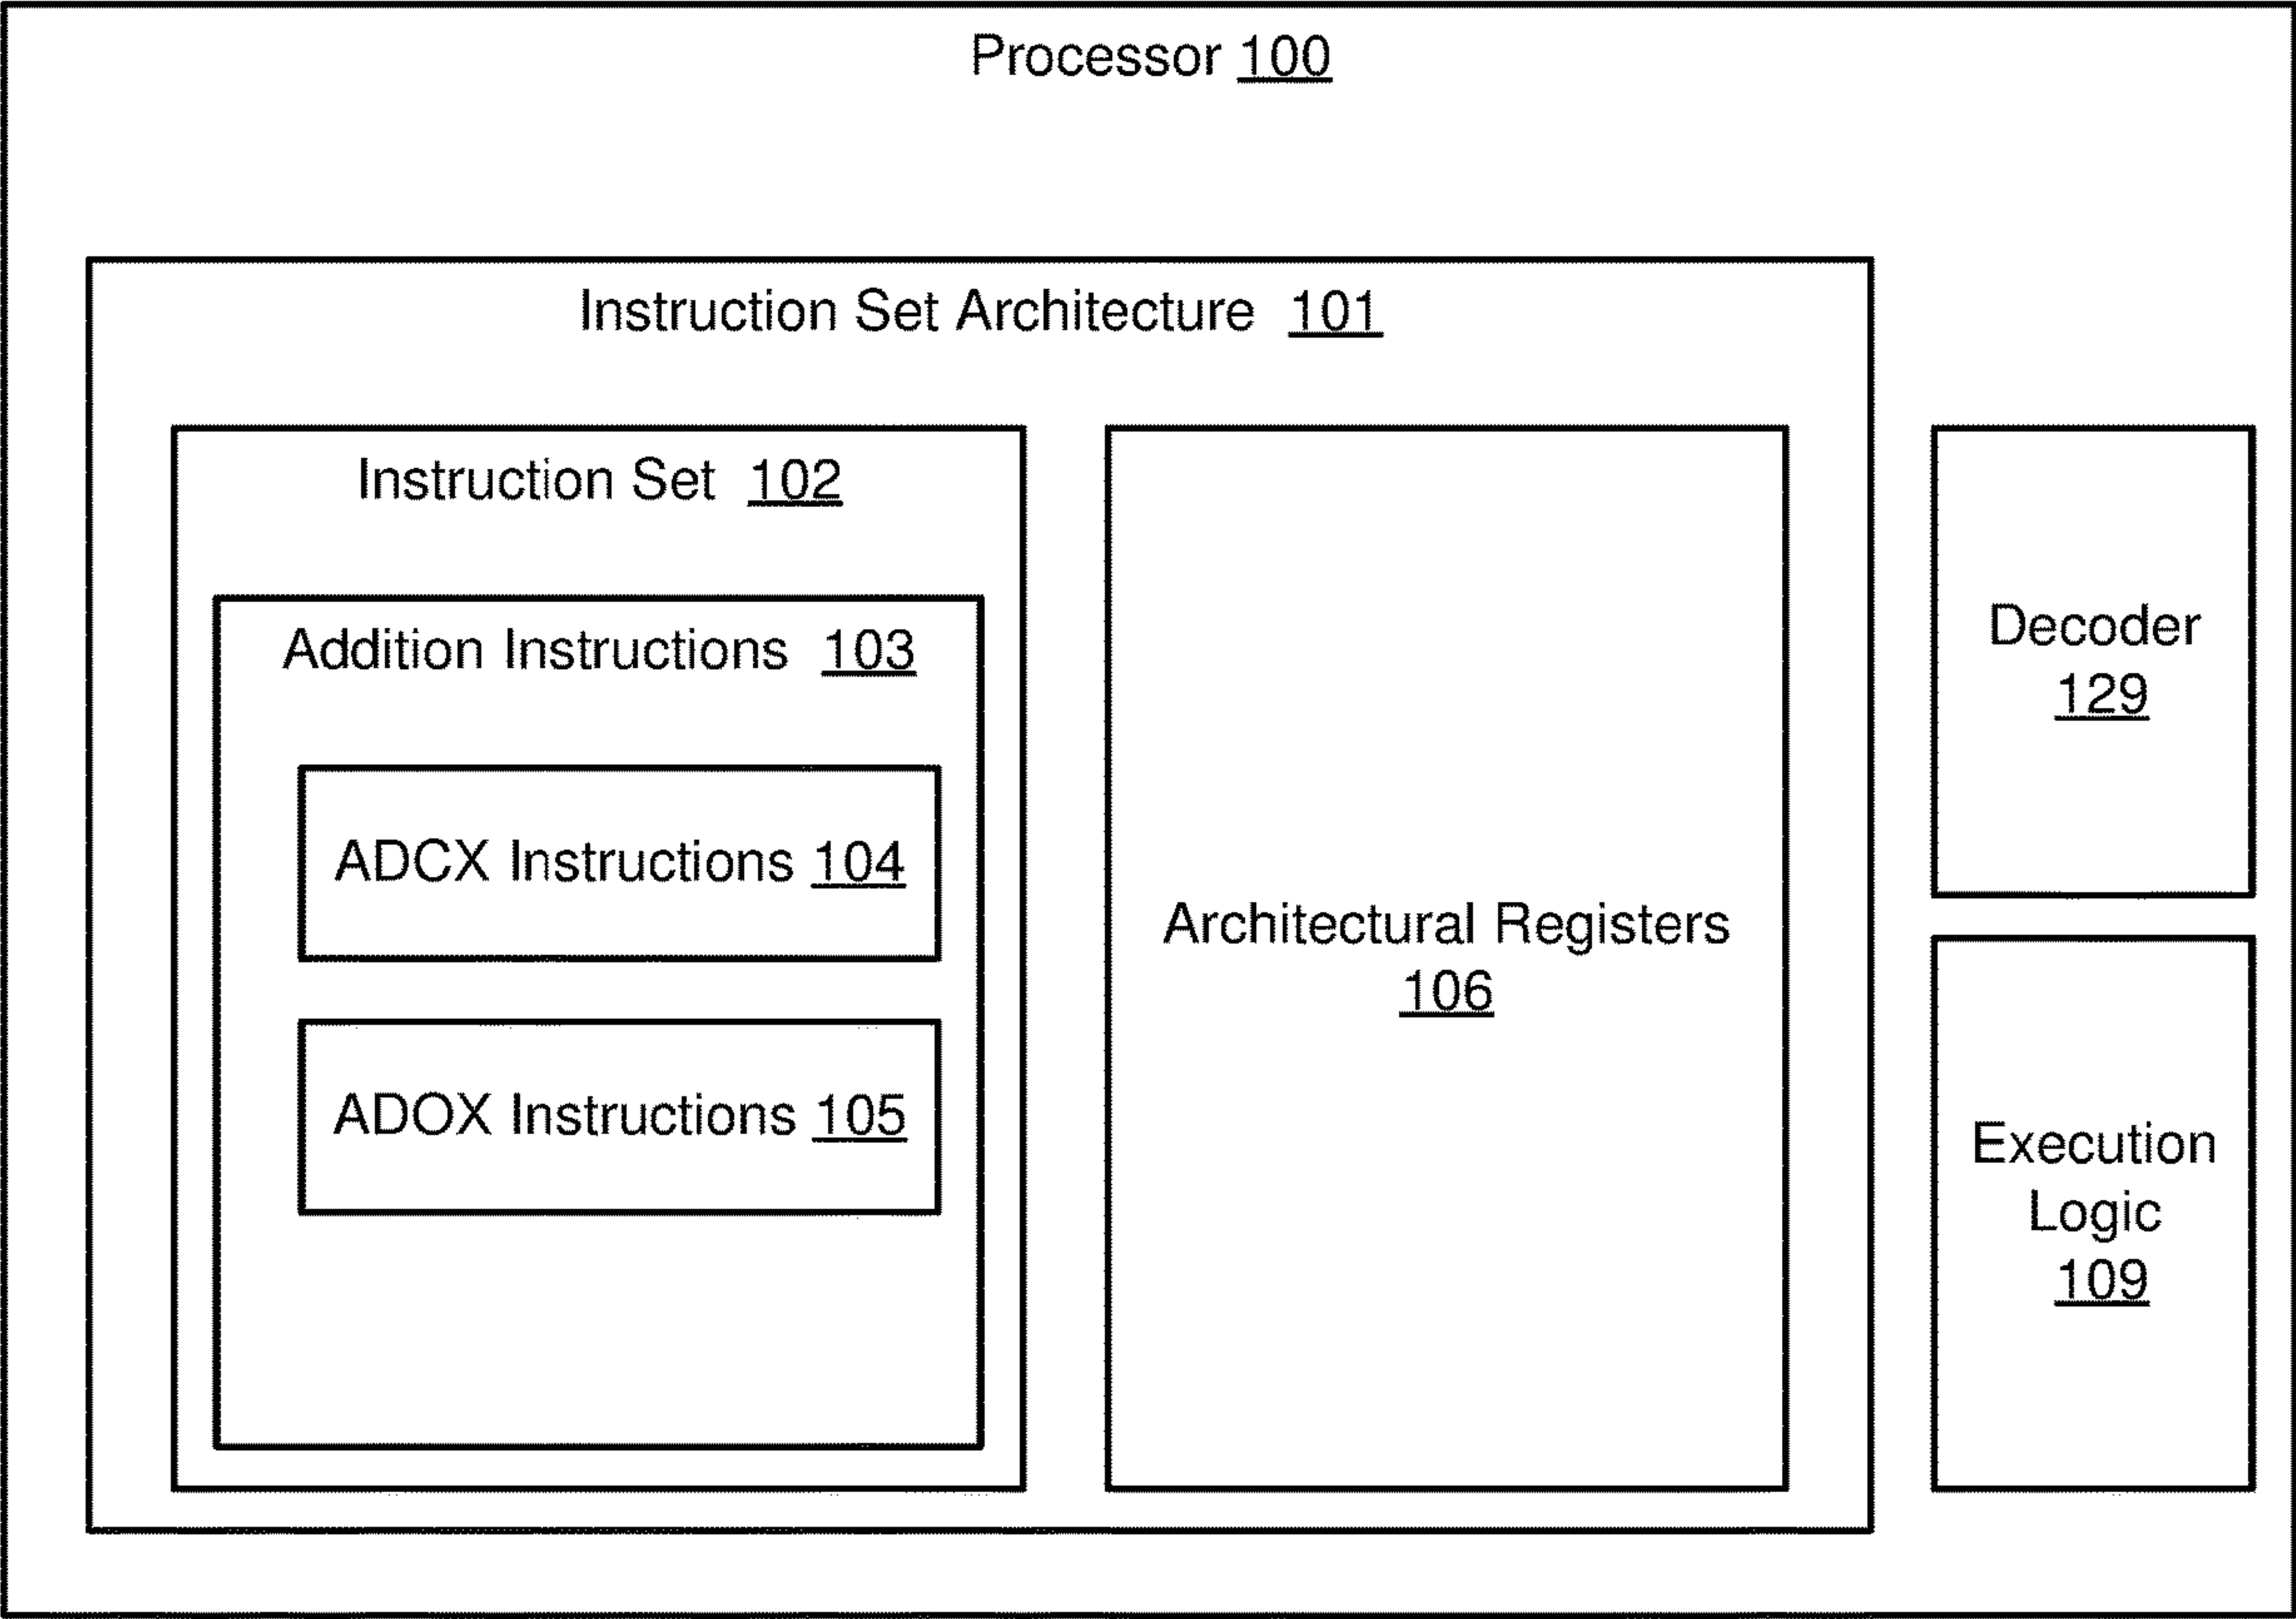 Processor 100
Instruction Set Architecture 101
Instruction Set 102
Addition Instructions 103
ADCX Instructions 104
ADOX Instructions 105
Architectural Registers
106
Decoder
129
Execution
Logic
109